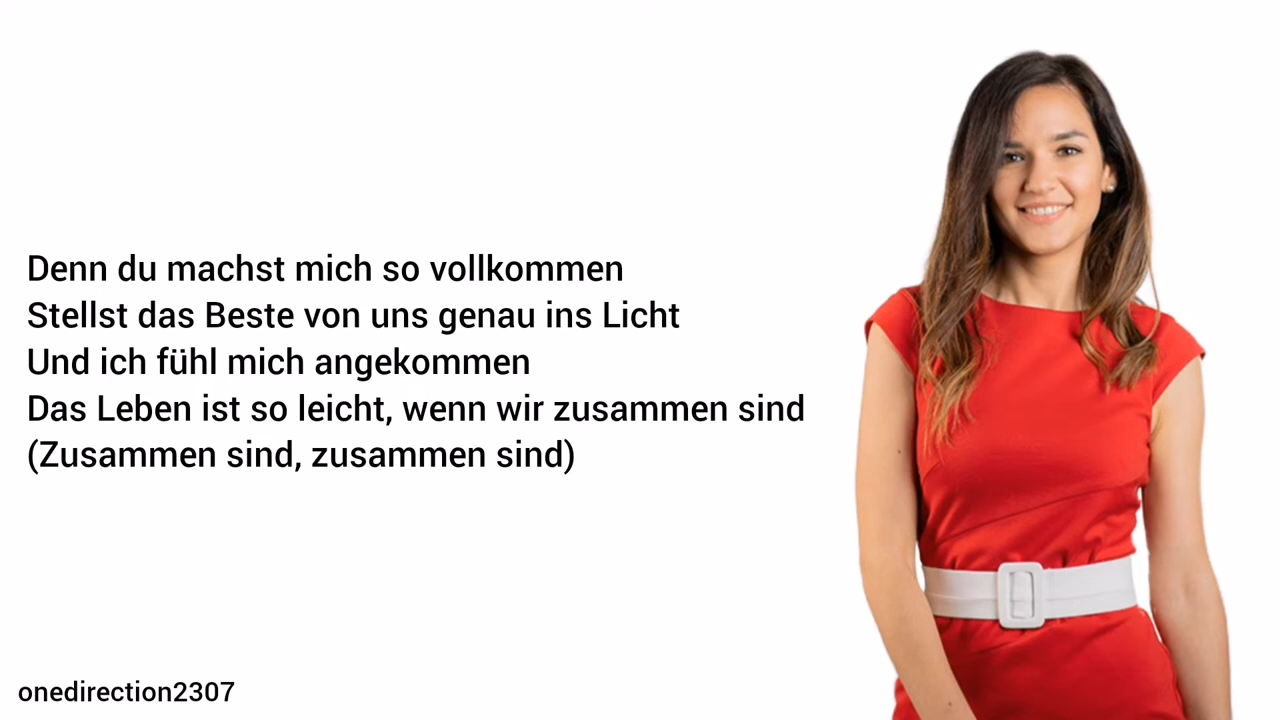 Denn du machst mich so vollkommen
Stellst das Beste von uns genau ins Licht
Und ich fühl mich angekommen
Das Leben ist so leicht, wenn wir zusammen sind
(Zusammen sind, zusammen sind)
onedirection2307